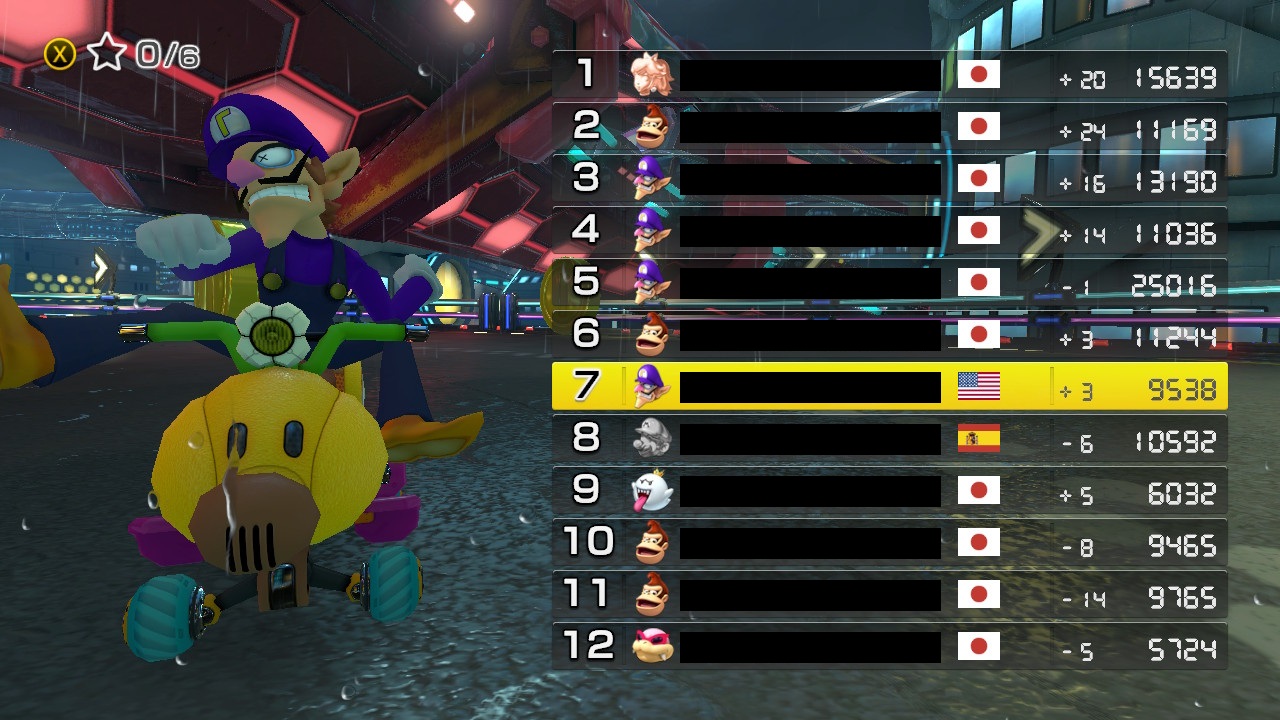 X 0/6
1 + 20 15639
2 + 24 11169
3 + 16 13190
4 + 14 11036
5 - 1 25016
6 + 3 11244
7 + 3 9538
8 - 6 10592
9 + 5 6032
10 - 8 9465
11 - 14 9765
12 - 5 5724